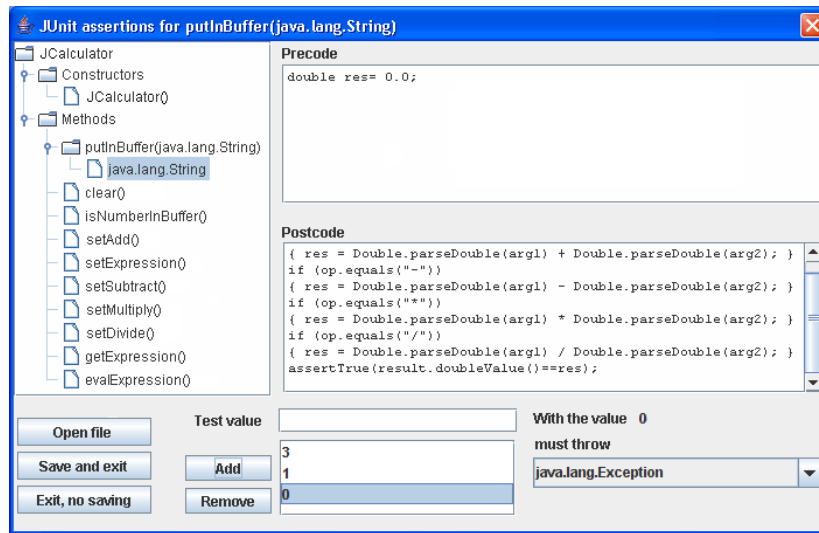 JUnit assertions for putInBuffer(java.lang.String)
JCalculator
Constructors
JCalculator()
Methods
putInBuffer(java.lang.String)
java.lang.String
clear()
isNumberInBuffer()
setAdd()
setExpression()
setSubtract()
setMultiply()
setDivide()
getExpression()
evalExpression()
Precode
double res= 0.0;
Postcode
{ res = Double.parseDouble(arg1) + Double.parseDouble(arg2); }
if (op.equals("-"))
{ res = Double.parseDouble(arg1) - Double.parseDouble(arg2); }
if (op.equals("*"))
{ res = Double.parseDouble(arg1) * Double.parseDouble(arg2); }
if (op.equals("/"))
{ res = Double.parseDouble(arg1) / Double.parseDouble(arg2); }
assertTrue(result.doubleValue()==res);
Open file
Save and exit
Exit, no saving
Test value
Add
Remove
3
1
0
With the value 0
must throw
java.lang.Exception